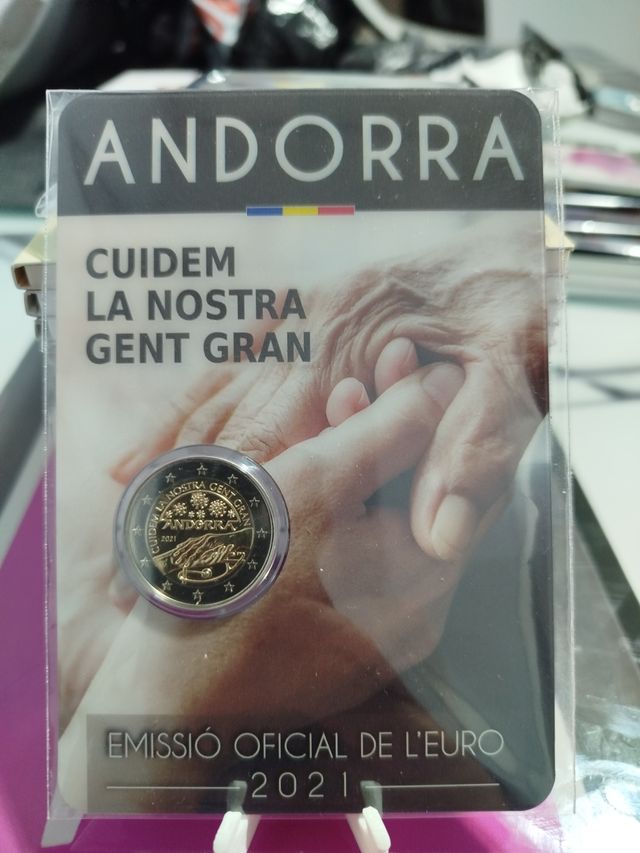 ANDORRA
CUIDEM
LA NOSTRA
GENT GRAN
CUIDEM LA NOSTRA GENT GRAN
ANDORRA
2021
EMISSIÓ OFICIAL DE L'EURO
2021